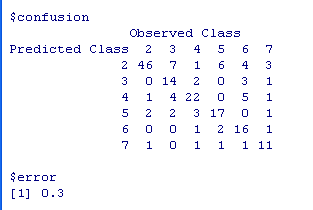 $confusion
Observed Class
Predicted Class 2 3 4 5 6 7
2 46 7 1 6 4 3
3 0 14 2 0 3 1
4 1 4 22 0 5 1
5 2 2 3 17 0 1
6 0 0 1 2 16 1
7 1 0 1 1 1 11
$error
[1] 0.3